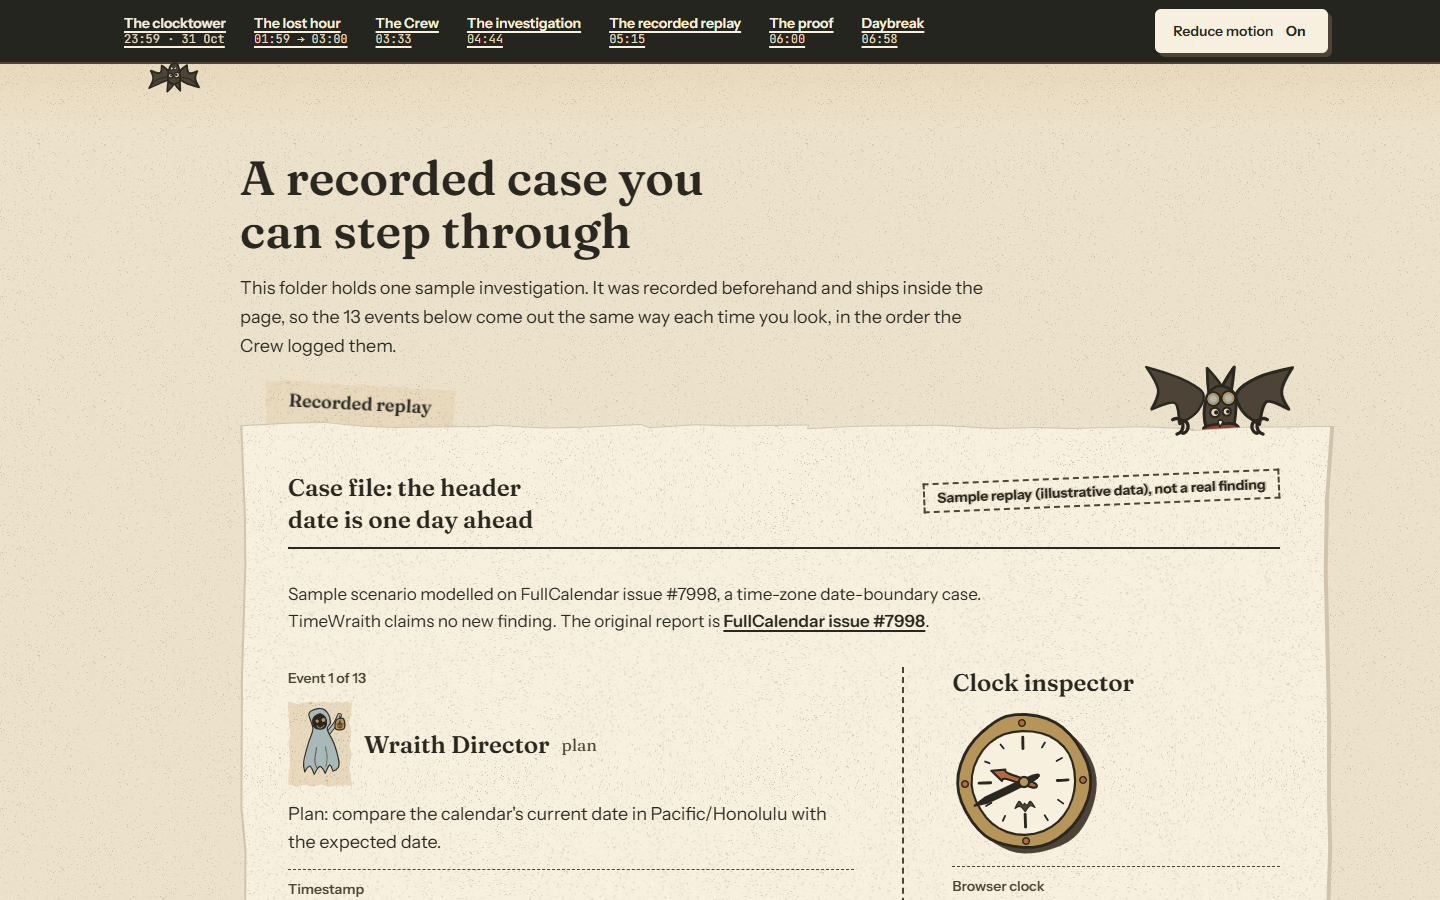 The clocktower
23:59 · 31 Oct
The lost hour
01:59 → 03:00
The Crew
03:33
The investigation
04:44
The recorded replay
05:15
The proof
06:00
Daybreak
06:58
Reduce motion On
A recorded case you
can step through
This folder holds one sample investigation. It was recorded beforehand and ships inside the
page, so the 13 events below come out the same way each time you look, in the order the
Crew logged them.
Recorded replay
Case file: the header
date is one day ahead
Sample replay (illustrative data), not a real finding
Sample scenario modelled on FullCalendar issue #7998, a time-zone date-boundary case.
TimeWraith claims no new finding. The original report is FullCalendar issue #7998.
Event 1 of 13
Wraith Director plan
Plan: compare the calendar's current date in Pacific/Honolulu with
the expected date.
Timestamp
Clock inspector
Browser clock